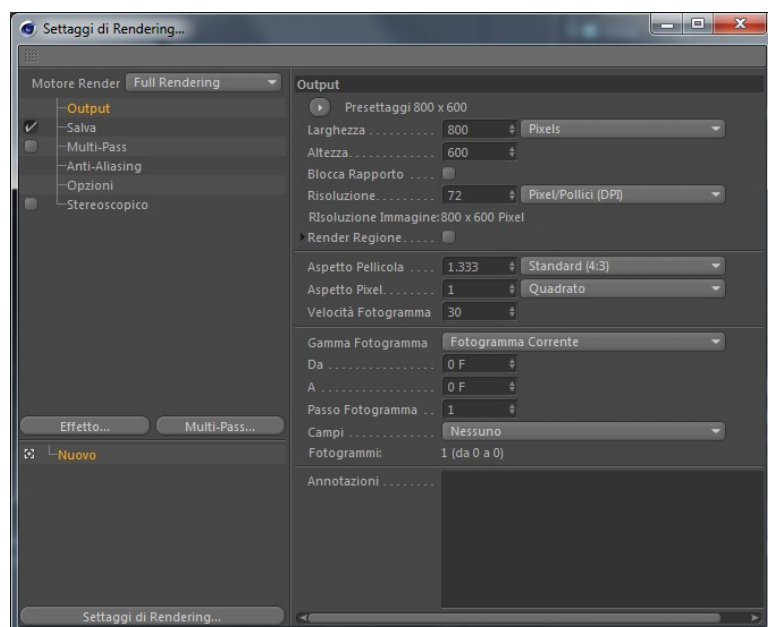 Settaggi di Rendering...
Motore Render Full Rendering
Output
Salva
Multi-Pass
Anti-Aliasing
Opzioni
Stereoscopico
Effetto...
Multi-Pass...
Nuovo
Settaggi di Rendering...
Output
Presettaggi 800 x 600
Larghezza .......... 800 Pixels
Altezza............. 600
Blocca Rapporto ....
Risoluzione......... 72 Pixel/Pollici (DPI)
RIsoluzione Immagine:800 x 600 Pixel
Render Regione.....
Aspetto Pellicola .... 1.333 Standard (4:3)
Aspetto Pixel........ 1 Quadrato
Velocità Fotogramma 30
Gamma Fotogramma Fotogramma Corrente
Da ............... 0 F
A ................ 0 F
Passo Fotogramma .. 1
Campi ............. Nessuno
Fotogrammi: 1 (da 0 a 0)
Annotazioni ........